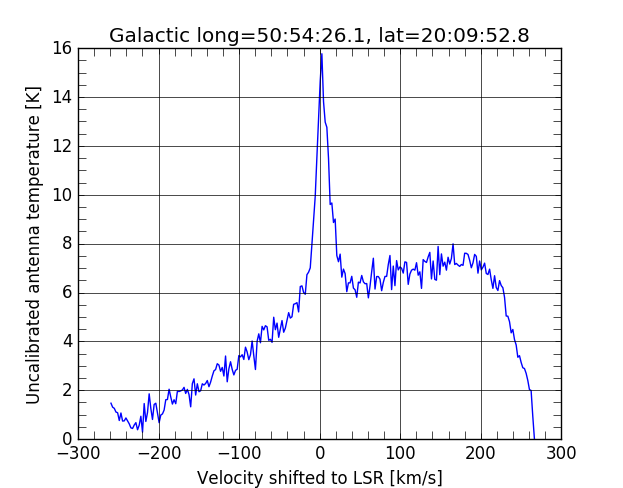 Galactic long=50:54:26.1, lat=20:09:52.8
Uncalibrated antenna temperature [K]
16
14
12
10
8
6
4
2
0
−300 −200 −100 0 100 200 300
Velocity shifted to LSR [km/s]